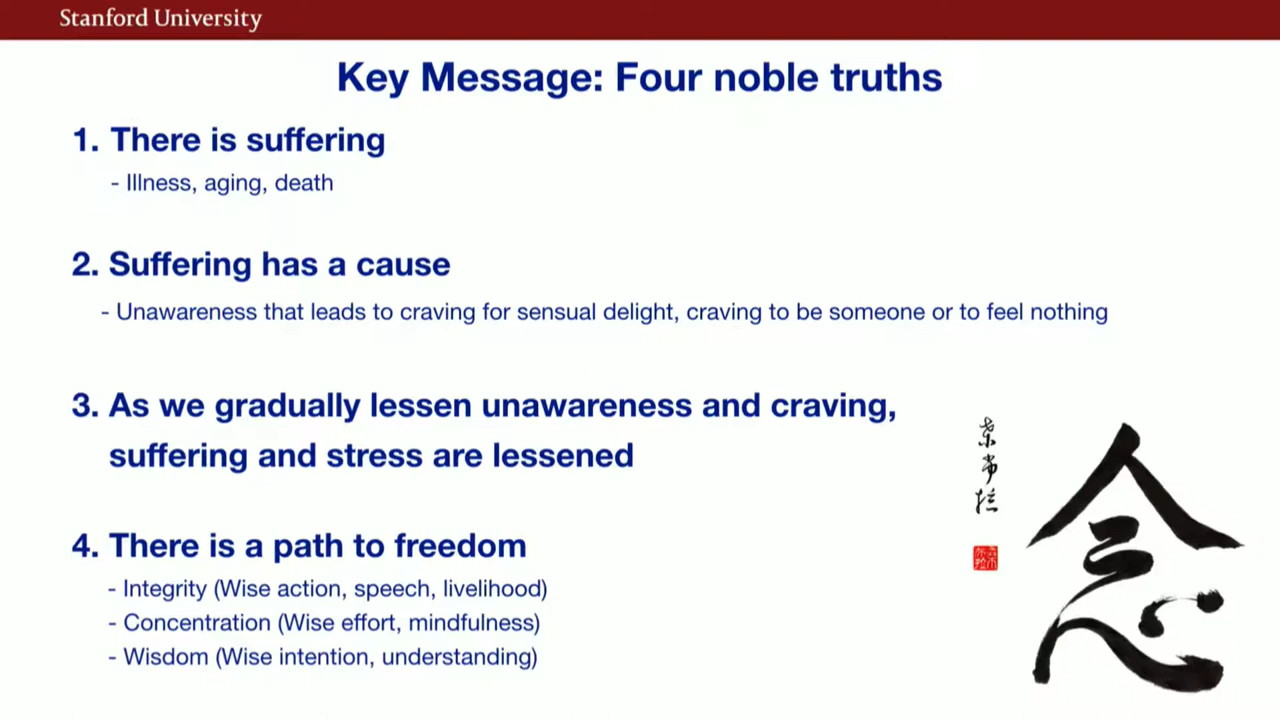 Stanford University
Key Message: Four noble truths
1. There is suffering
- Illness, aging, death
2. Suffering has a cause
- Unawareness that leads to craving for sensual delight, craving to be someone or to feel nothing
3. As we gradually lessen unawareness and craving,
suffering and stress are lessened
4. There is a path to freedom
- Integrity (Wise action, speech, livelihood)
- Concentration (Wise effort, mindfulness)
- Wisdom (Wise intention, understanding)
念